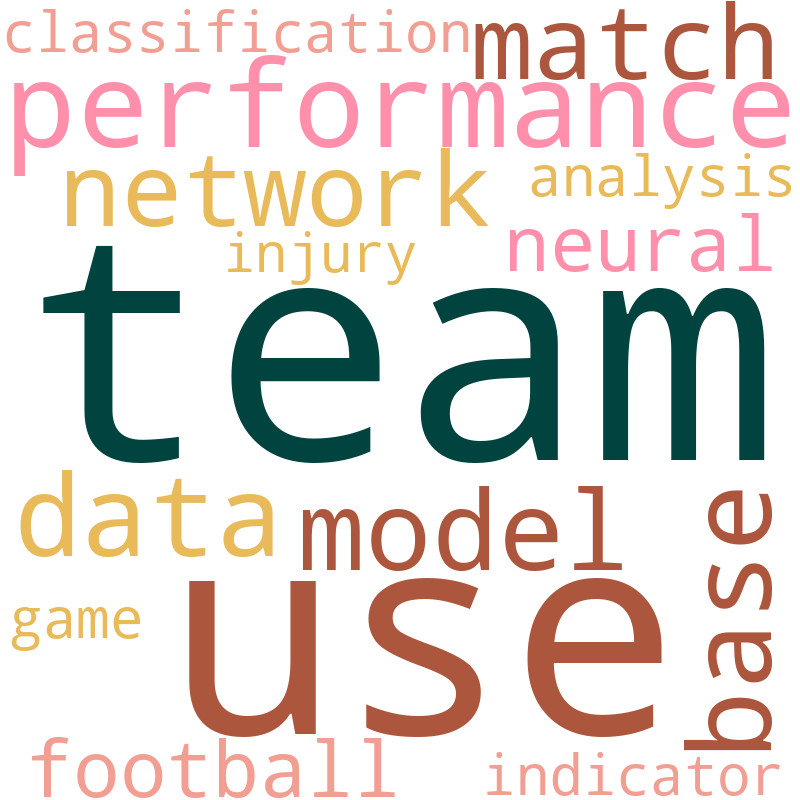 classification
match
performance
network
analysis
injury
neural
team
data
model
base
use
game
football
indicator